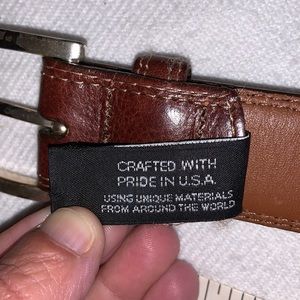 CRAFTED WITH
PRIDE IN U.S.A.
USING UNIQUE MATERIALS
FROM AROUND THE WORLD